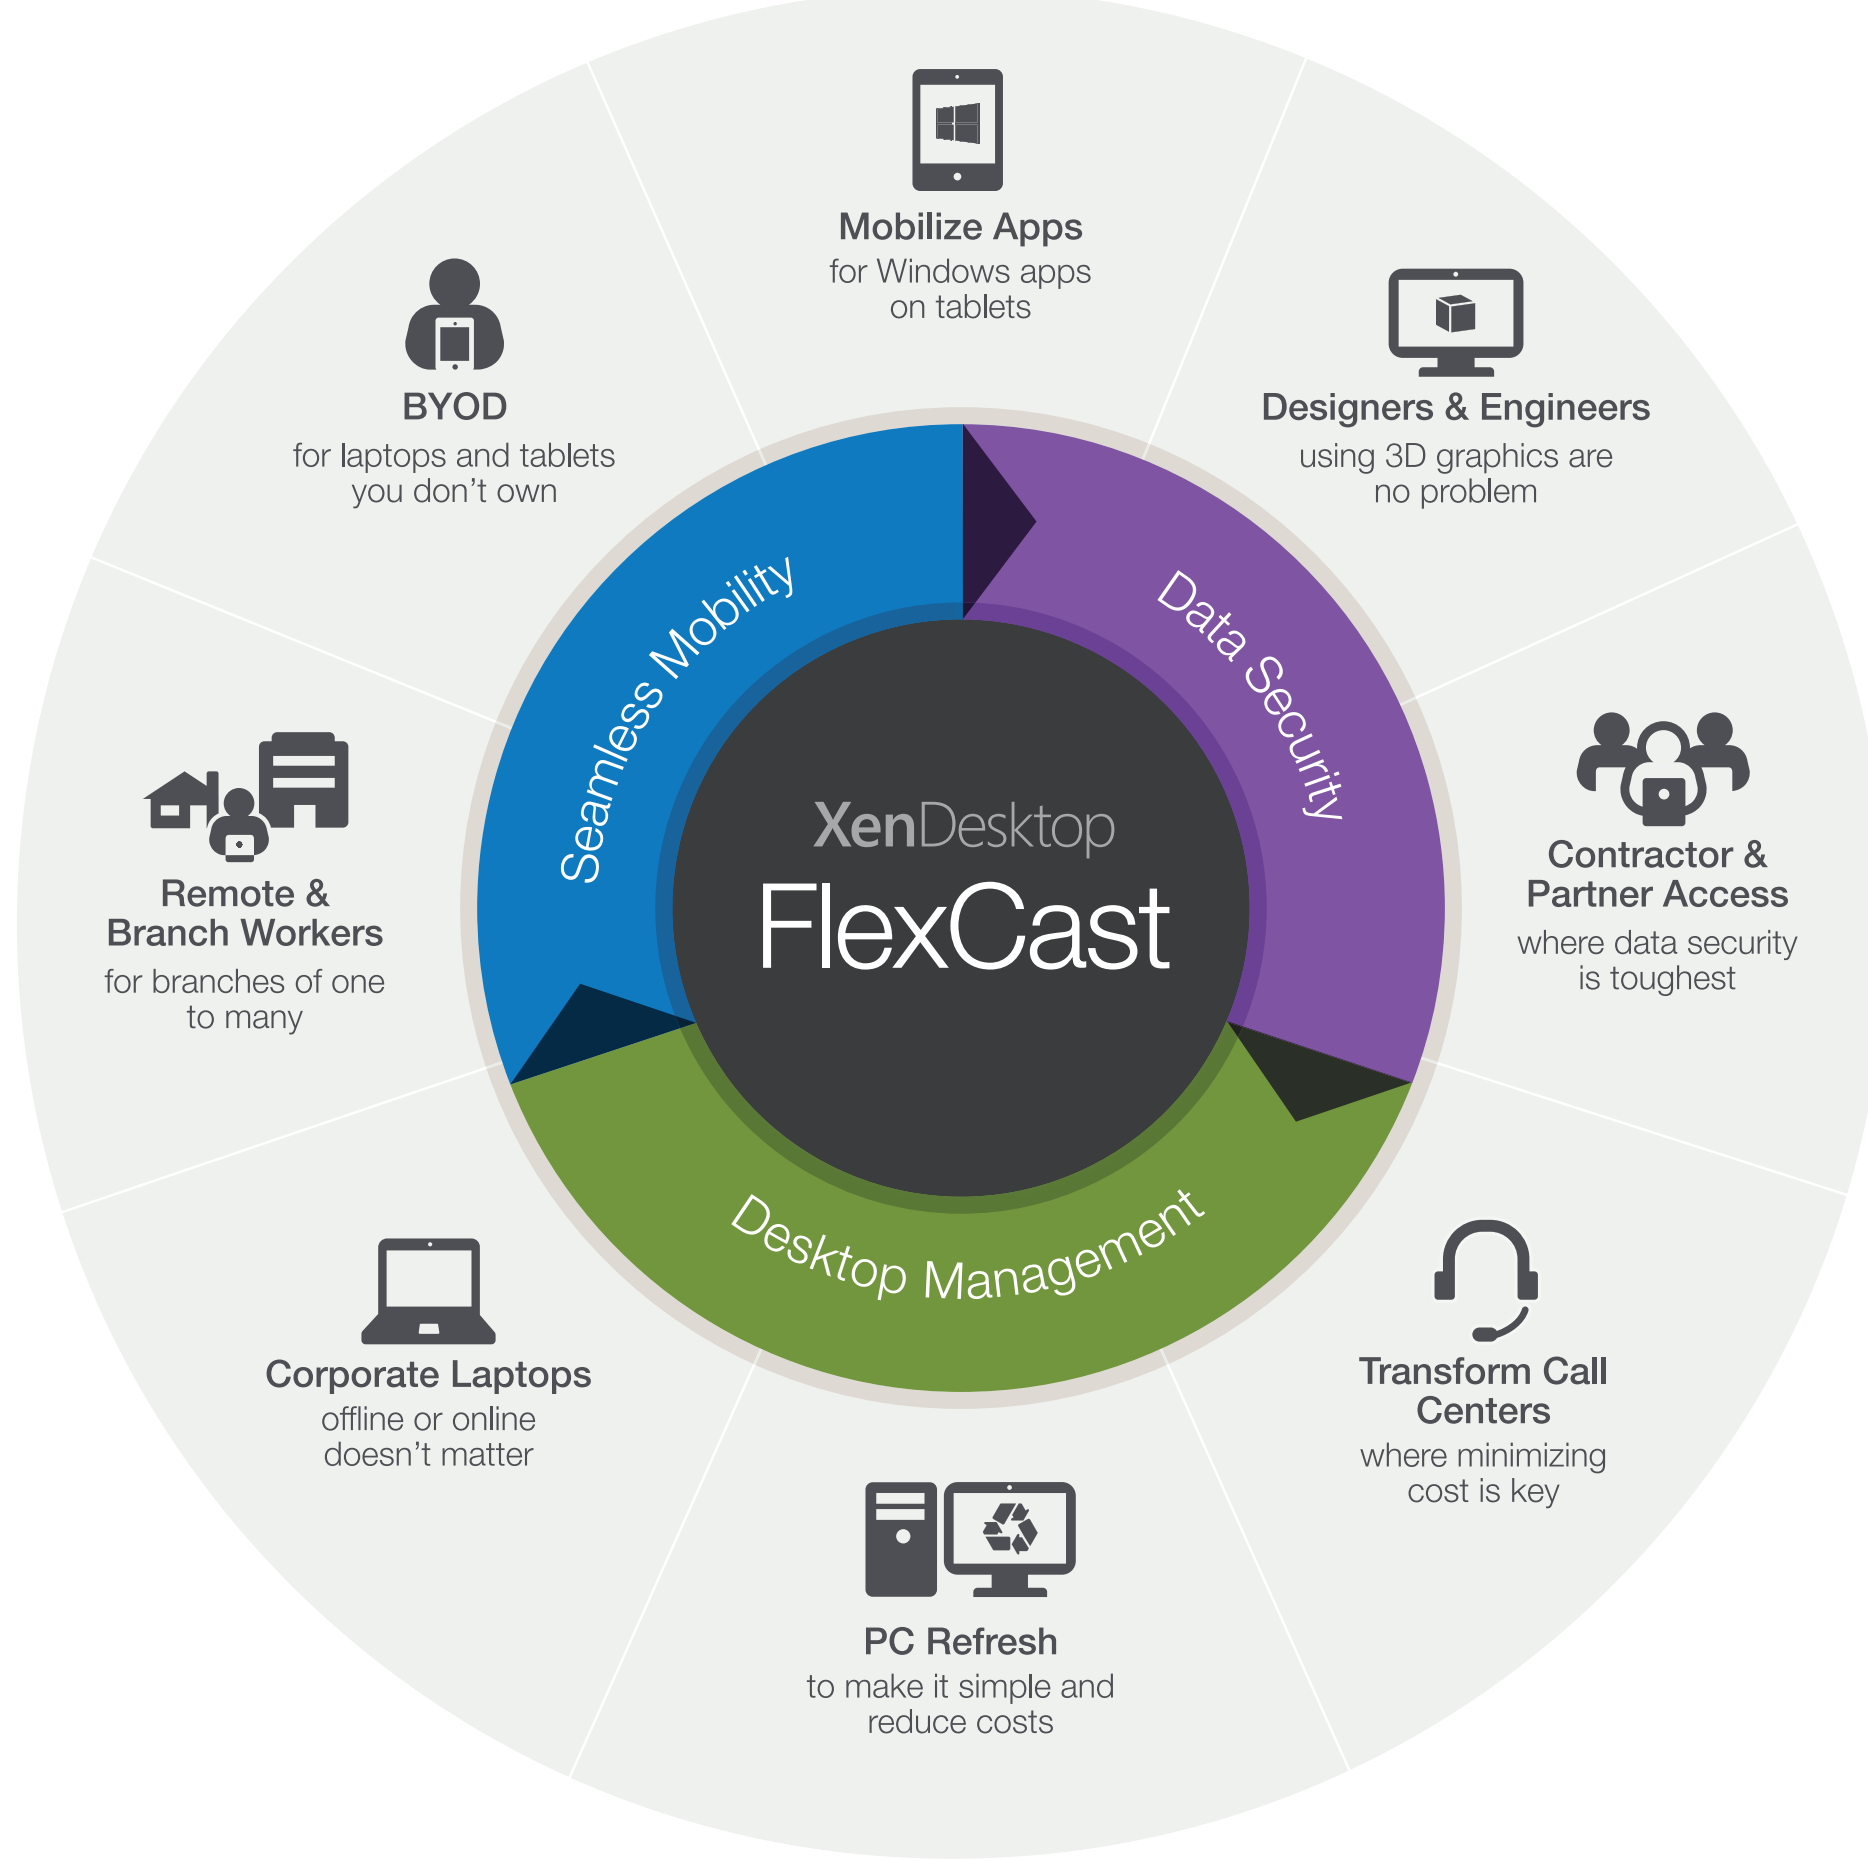 Mobilize Apps
for Windows apps
on tablets
Designers & Engineers
using 3D graphics are
no problem
Contractor &
Partner Access
where data security
is toughest
Transform Call
Centers
where minimizing
cost is key
PC Refresh
to make it simple and
reduce costs
Corporate Laptops
offline or online
doesn't matter
Remote &
Branch Workers
for branches of one
to many
BYOD
for laptops and tablets
you don't own
Seamless Mobility
Data Security
Desktop Management
XenDesktop
FlexCast